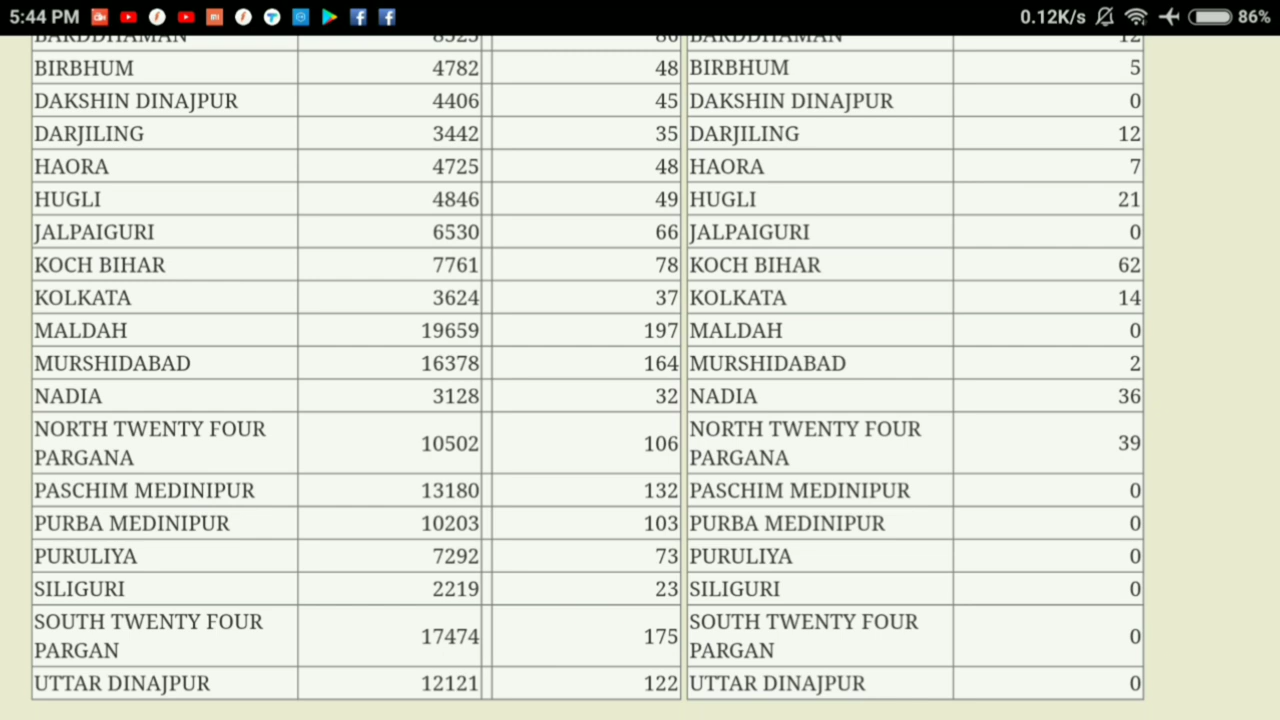 5:44 PM 0.12K/s 86%
BARDDHAMAN 8525 86 BARDDHAMAN 12
BIRBHUM 4782 48 BIRBHUM 5
DAKSHIN DINAJPUR 4406 45 DAKSHIN DINAJPUR 0
DARJILING 3442 35 DARJILING 12
HAORA 4725 48 HAORA 7
HUGLI 4846 49 HUGLI 21
JALPAIGURI 6530 66 JALPAIGURI 0
KOCH BIHAR 7761 78 KOCH BIHAR 62
KOLKATA 3624 37 KOLKATA 14
MALDAH 19659 197 MALDAH 0
MURSHIDABAD 16378 164 MURSHIDABAD 2
NADIA 3128 32 NADIA 36
NORTH TWENTY FOUR NORTH TWENTY FOUR
10502 106 39
PARGANA PARGANA
PASCHIM MEDINIPUR 13180 132 PASCHIM MEDINIPUR 0
PURBA MEDINIPUR 10203 103 PURBA MEDINIPUR 0
PURULIYA 7292 73 PURULIYA 0
SILIGURI 2219 23 SILIGURI 0
SOUTH TWENTY FOUR SOUTH TWENTY FOUR
17474 175 0
PARGAN PARGAN
UTTAR DINAJPUR 12121 122 UTTAR DINAJPUR 0